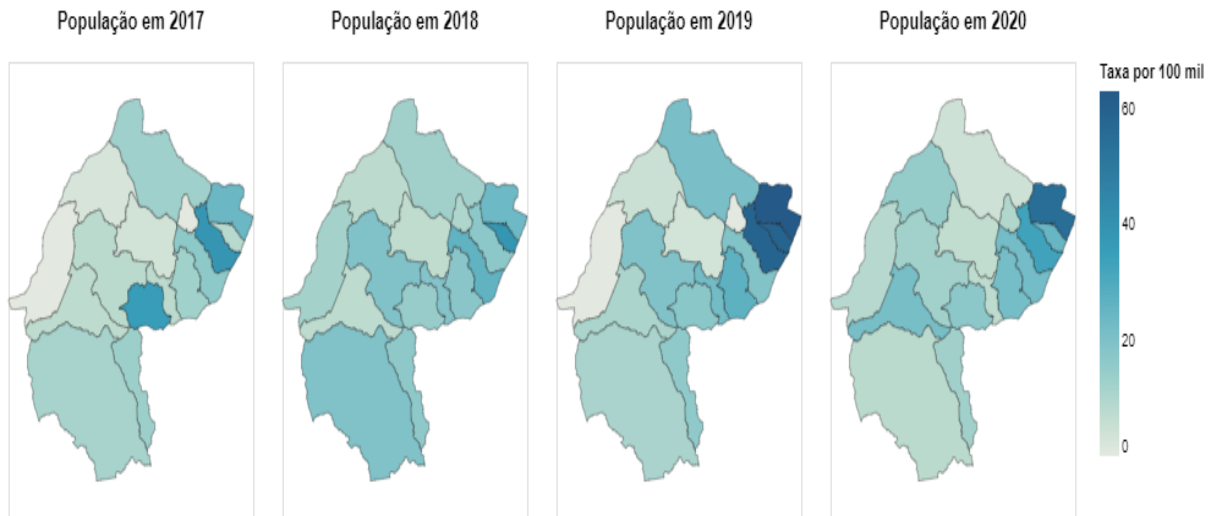 População em 2017
População em 2018
População em 2019
População em 2020
Taxa por 100 mil
60
40
20
0